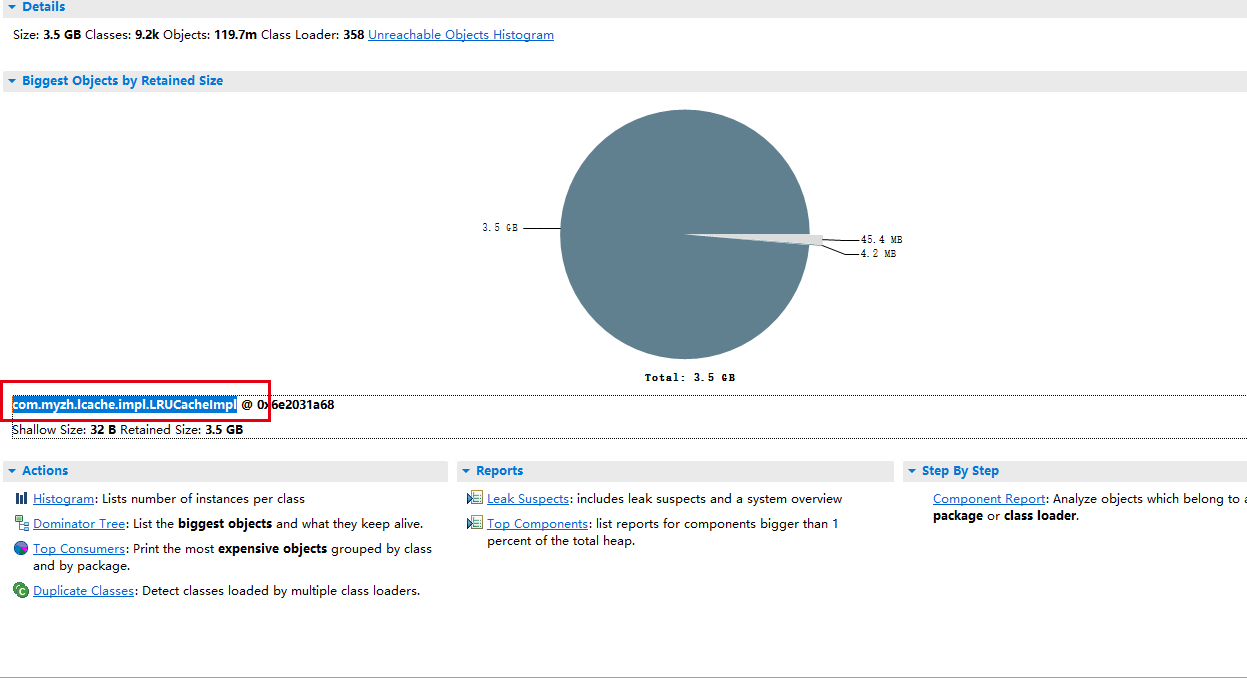 Details
Size: 3.5 GB Classes: 9.2k Objects: 119.7m Class Loader: 358 Unreachable Objects Histogram
Biggest Objects by Retained Size
3.5 GB
45.4 MB
4.2 MB
Total: 3.5 GB
com.myzh.lcache.impl.LRUCacheImpl @ 0x6e2031a68
Shallow Size: 32 B Retained Size: 3.5 GB
Actions
Histogram: Lists number of instances per class
Dominator Tree: List the biggest objects and what they keep alive.
Top Consumers: Print the most expensive objects grouped by class
and by package.
Duplicate Classes: Detect classes loaded by multiple class loaders.
Reports
Leak Suspects: includes leak suspects and a system overview
Top Components: list reports for components bigger than 1
percent of the total heap.
Step By Step
Component Report: Analyze objects which belong to a
package or class loader.